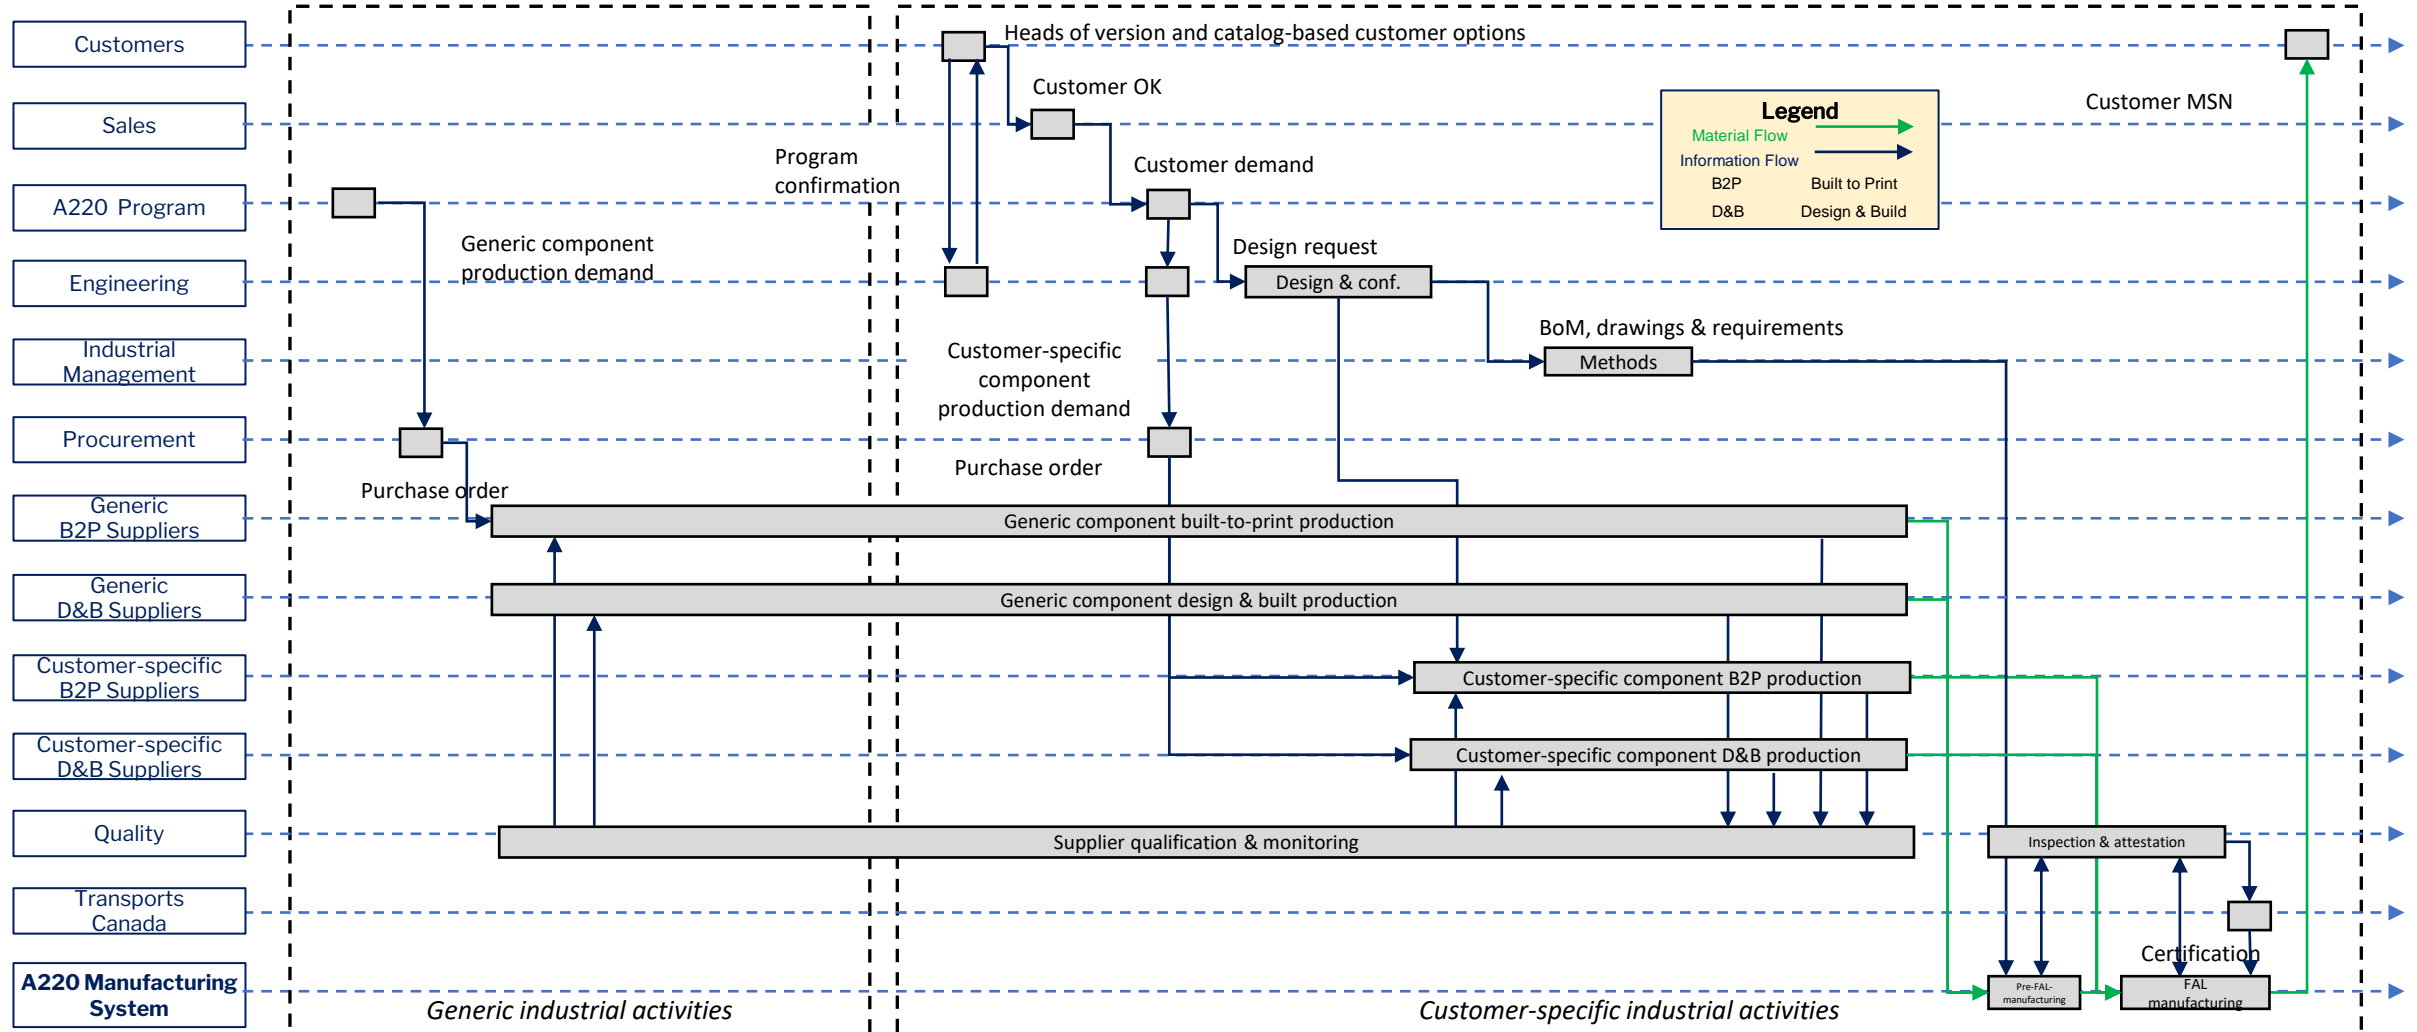 Customers
Heads of version and catalog-based customer options
Customer OK
Sales
Legend
Material Flow
Information Flow
B2P
Built to Print
D&B
Design & Build
Customer MSN
Program
confirmation
Customer demand
A220 Program
Generic component
production demand
Design request
Engineering
Design & conf.
BoM, drawings & requirements
Industrial
Management
Customer-specific
component
production demand
Methods
Procurement
Purchase order
Purchase order
Generic
B2P Suppliers
Generic component built-to-print production
Generic
D&B Suppliers
Generic component design & built production
Customer-specific
B2P Suppliers
Customer-specific component B2P production
Customer-specific
D&B Suppliers
Customer-specific component D&B production
Quality
Supplier qualification & monitoring
Inspection & attestation
Transports
Canada
Certification
A220 Manufacturing
System
Generic industrial activities
Customer-specific industrial activities
Pre-FAL-
manufacturing
FAL
manufacturing